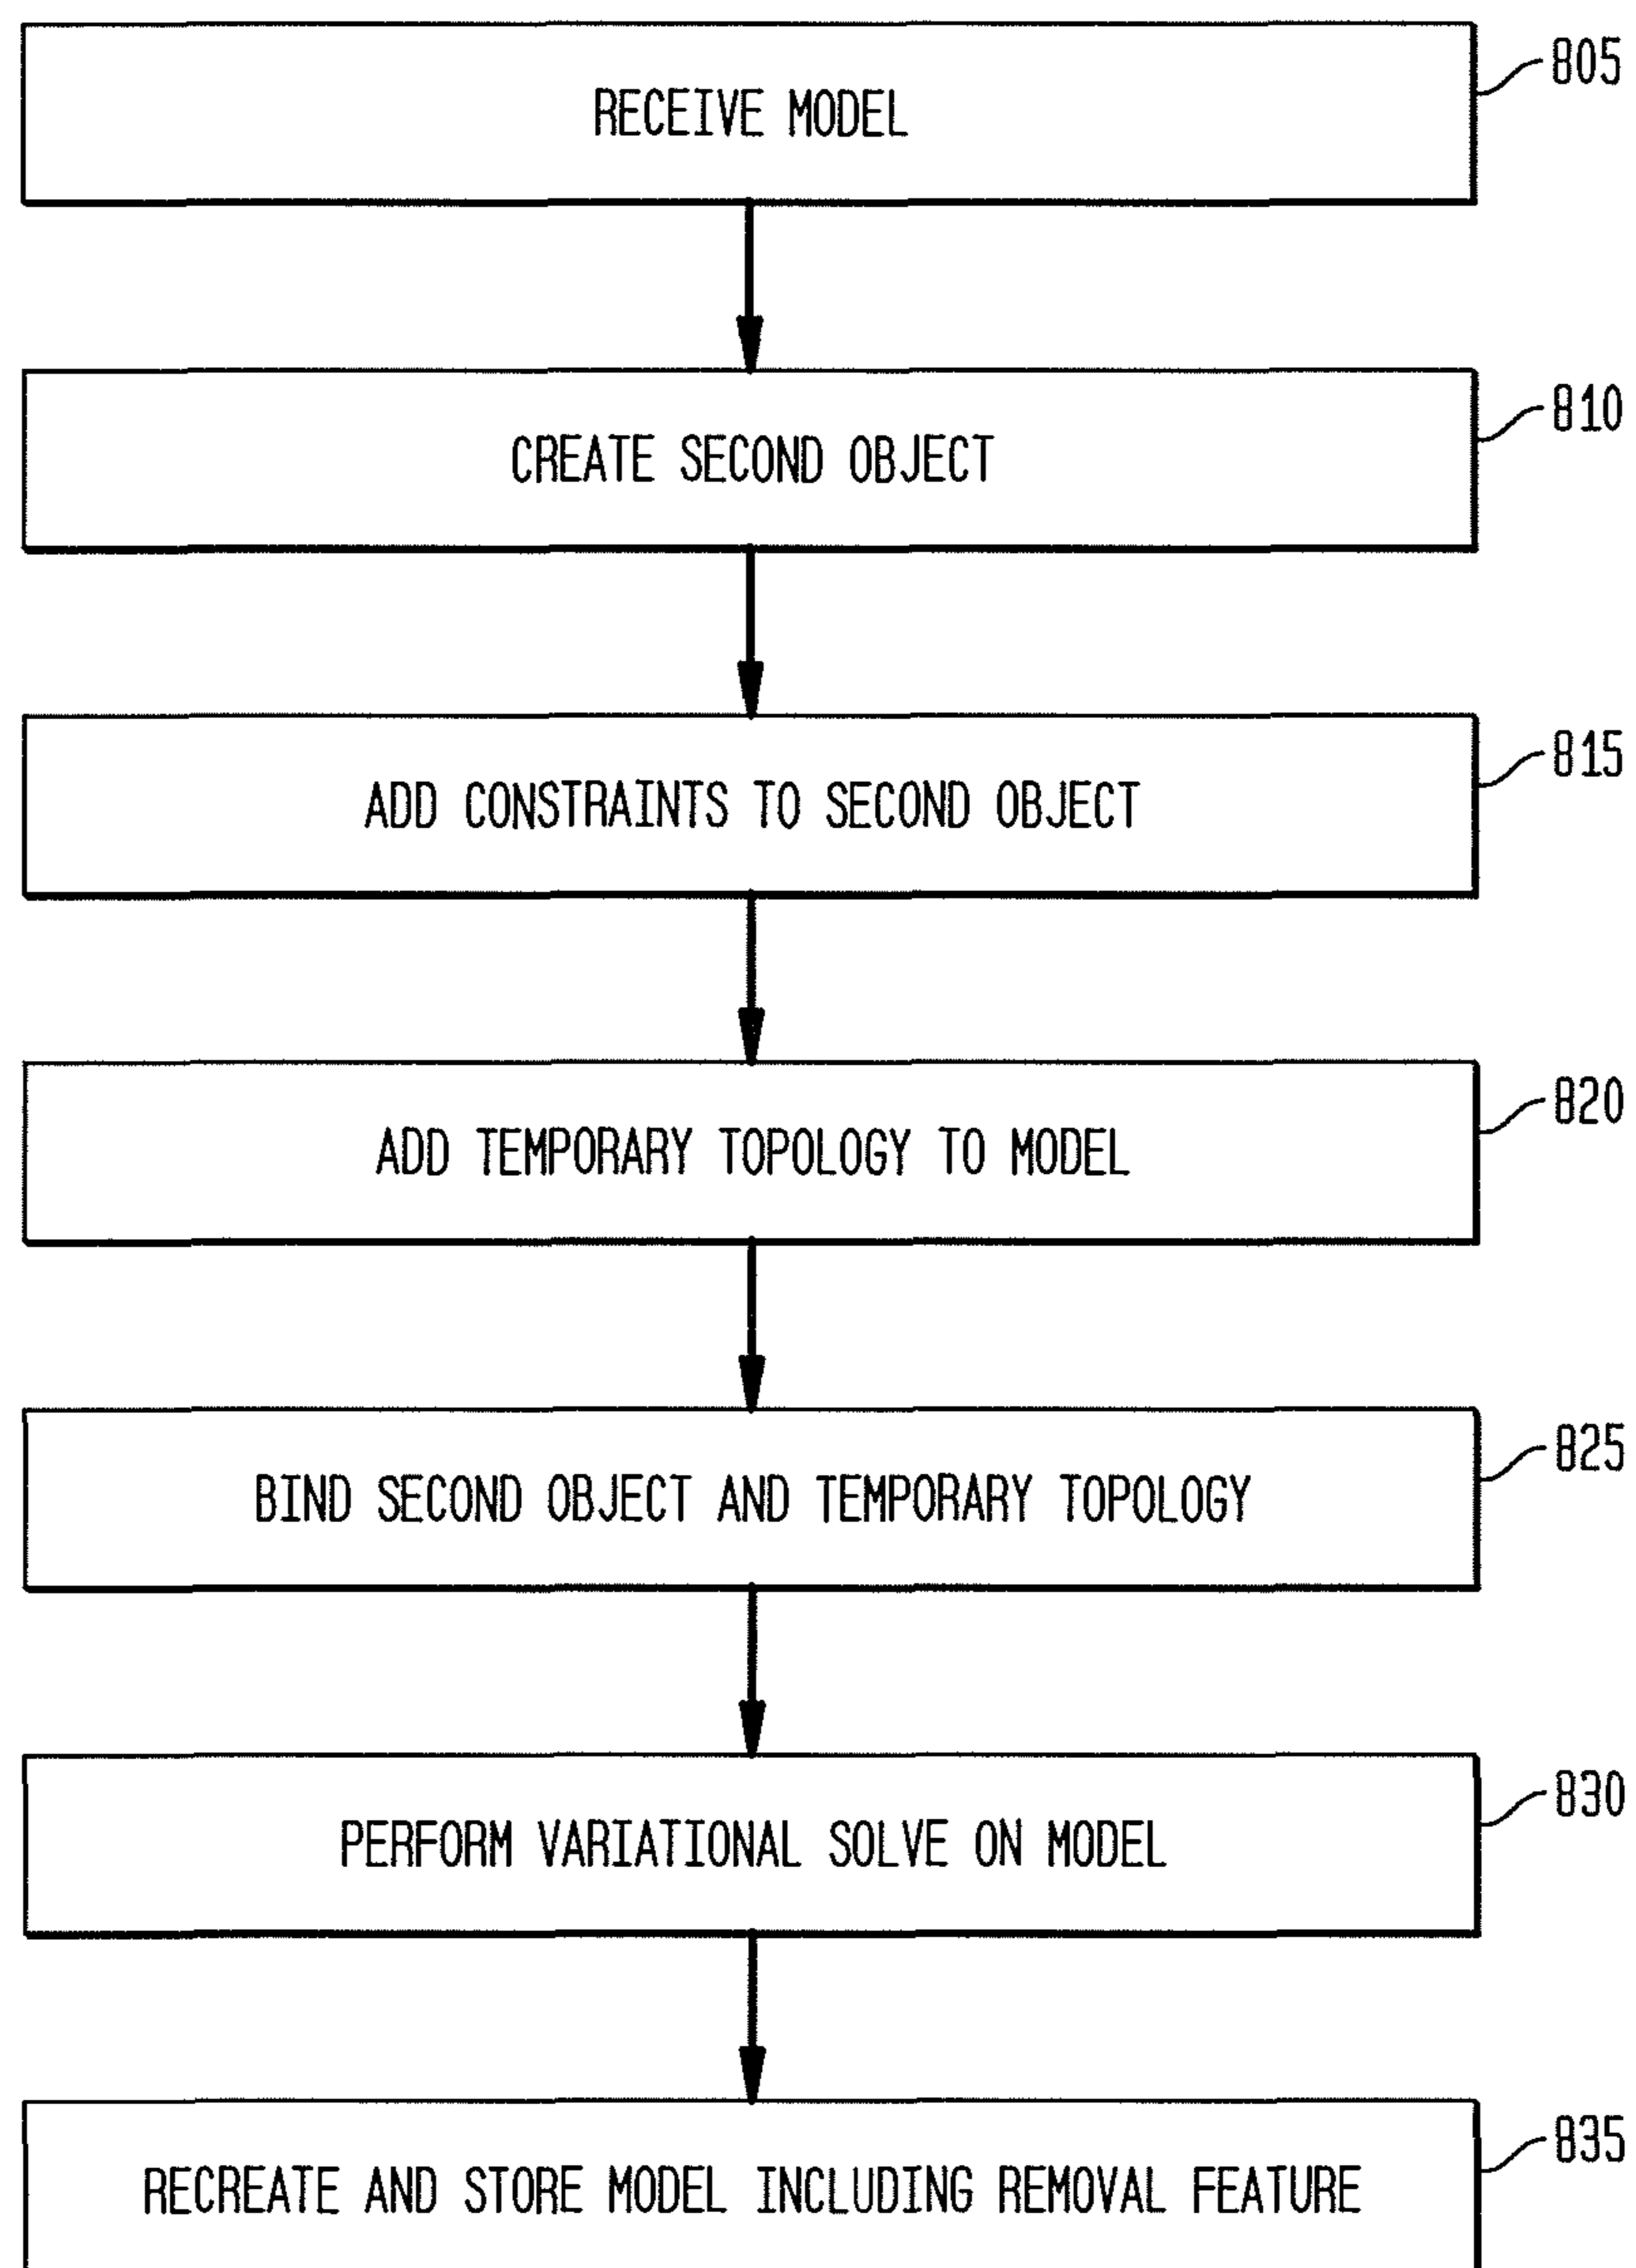 805
RECEIVE MODEL
810
CREATE SECOND OBJECT
815
ADD CONSTRAINTS TO SECOND OBJECT
820
ADD TEMPORARY TOPOLOGY TO MODEL
825
BIND SECOND OBJECT AND TEMPORARY TOPOLOGY
830
PERFORM VARIATIONAL SOLVE ON MODEL
835
RECREATE AND STORE MODEL INCLUDING REMOVAL FEATURE